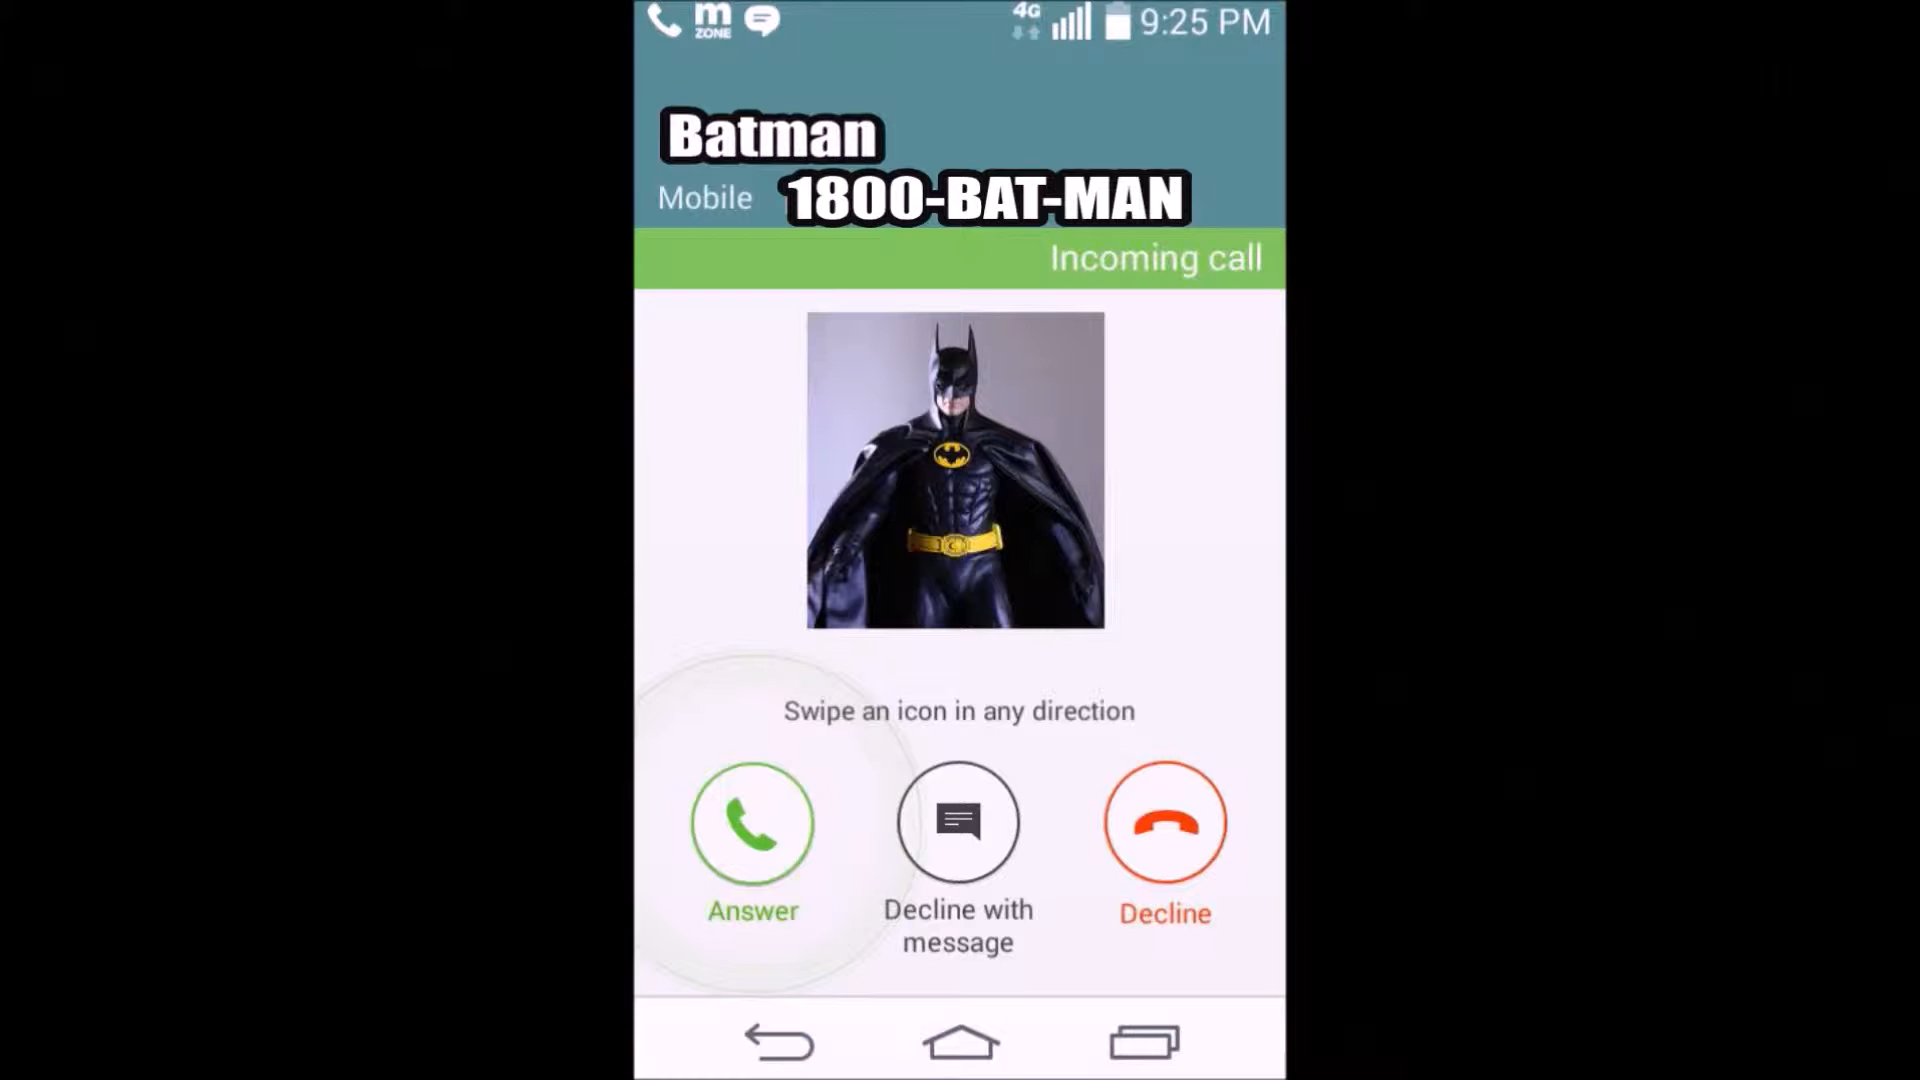 m
ZONE
4G
9:25 PM
Batman
Mobile
1800-BAT-MAN
Incoming call
Swipe an icon in any direction
Answer
Decline with
message
Decline